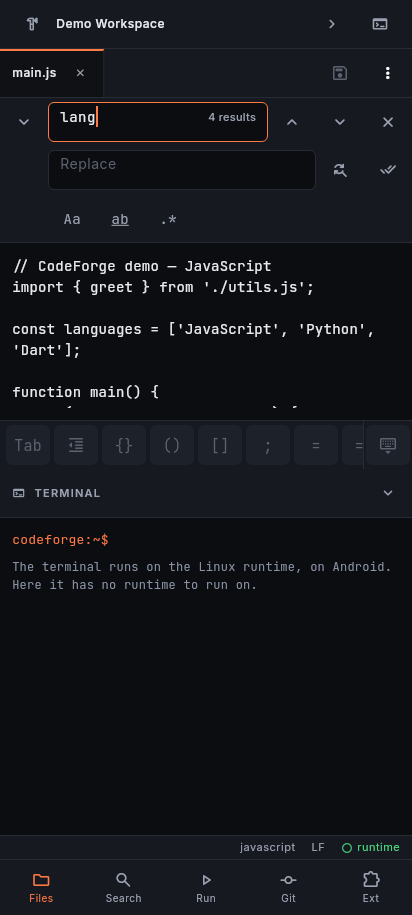 Demo Workspace
main.js
lang
4 results
Replace
Aa
ab
.*
// CodeForge demo — JavaScript
import { greet } from './utils.js';
const languages = ['JavaScript', 'Python',
'Dart'];
function main() {
Tab
{}
()
[]
;
=
=
TERMINAL
codeforge:~$
The terminal runs on the Linux runtime, on Android.
Here it has no runtime to run on.
javascript LF runtime
Files Search Run Git Ext